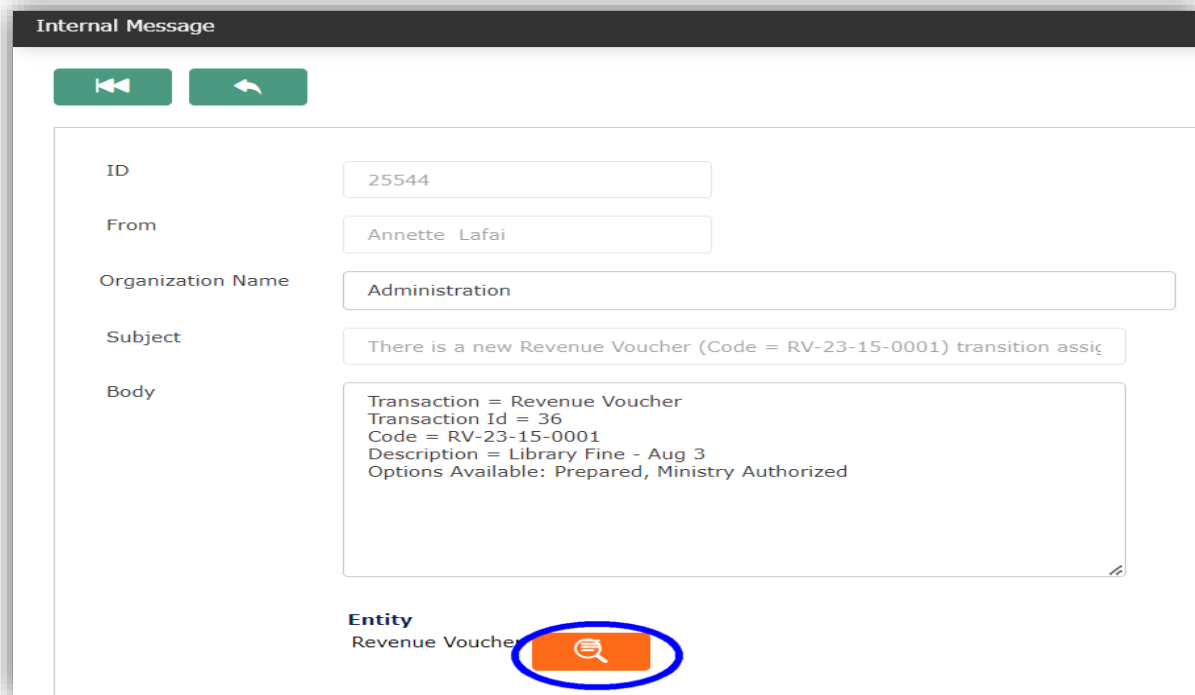 Internal Message
ID
25544
From
Annette Lafai
Organization Name
Administration
Subject
There is a new Revenue Voucher (Code = RV-23-15-0001) transition
Body
Transaction = Revenue Voucher
Transaction Id = 36
Code = RV-23-15-0001
Description = Library Fine - Aug 3
Options Available: Prepared, Ministry Authorized
Entity
Revenue Voucher